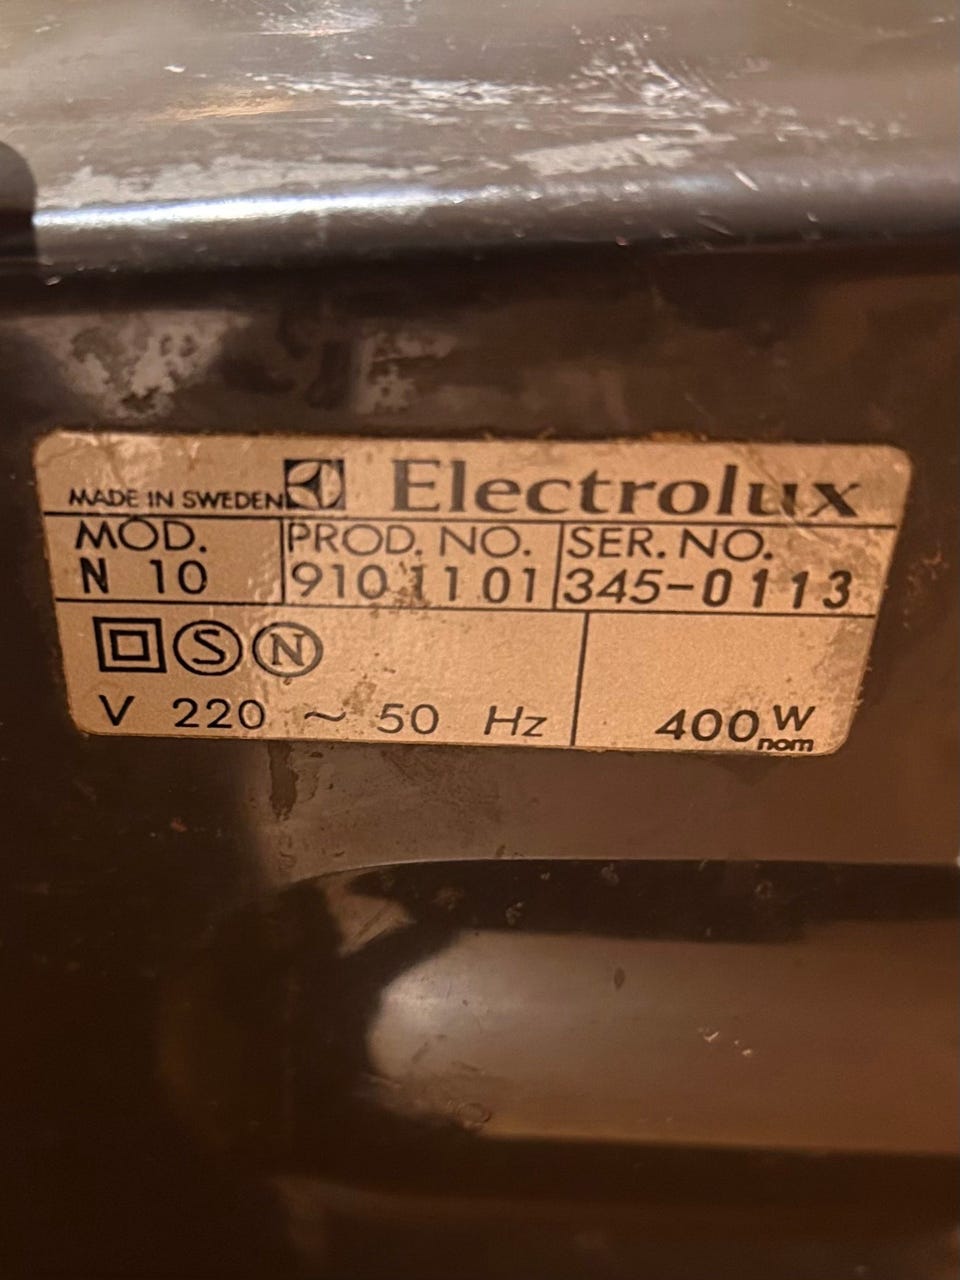 MADE IN SWEDEN Electrolux
MOD. PROD. NO. SER. NO.
N 10 910 11 01 345-0113
S N
V 220 ~ 50 Hz 400 W nom